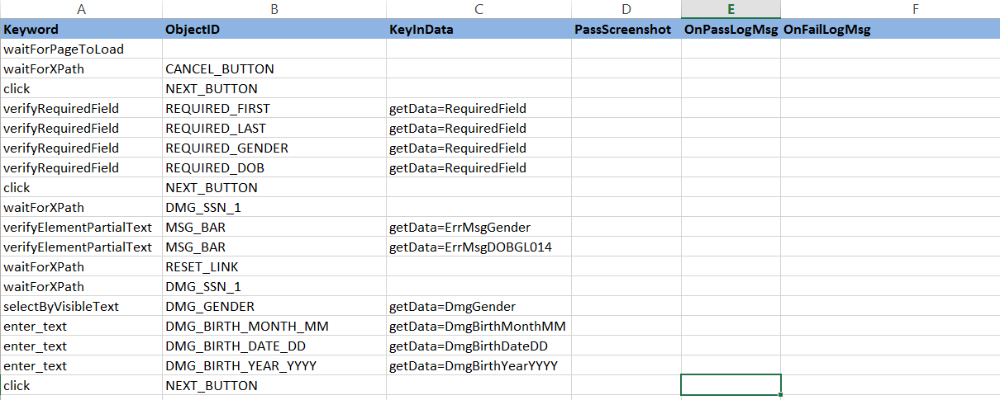 A B C D E F
Keyword ObjectID KeyInData PassScreenshot OnPassLogMsg OnFailLogMsg
waitForPageToLoad
waitForXPath CANCEL_BUTTON
click NEXT_BUTTON
verifyRequiredField REQUIRED_FIRST getData=RequiredField
verifyRequiredField REQUIRED_LAST getData=RequiredField
verifyRequiredField REQUIRED_GENDER getData=RequiredField
verifyRequiredField REQUIRED_DOB getData=RequiredField
click NEXT_BUTTON
waitForXPath DMG_SSN_1
verifyElementPartialText MSG_BAR getData=ErrMsgGender
verifyElementPartialText MSG_BAR getData=ErrMsgDOBGL014
waitForXPath RESET_LINK
waitForXPath DMG_SSN_1
selectByVisibleText DMG_GENDER getData=DmgGender
enter_text DMG_BIRTH_MONTH_MM getData=DmgBirthMonthMM
enter_text DMG_BIRTH_DATE_DD getData=DmgBirthDateDD
enter_text DMG_BIRTH_YEAR_YYYY getData=DmgBirthYearYYYY
click NEXT_BUTTON